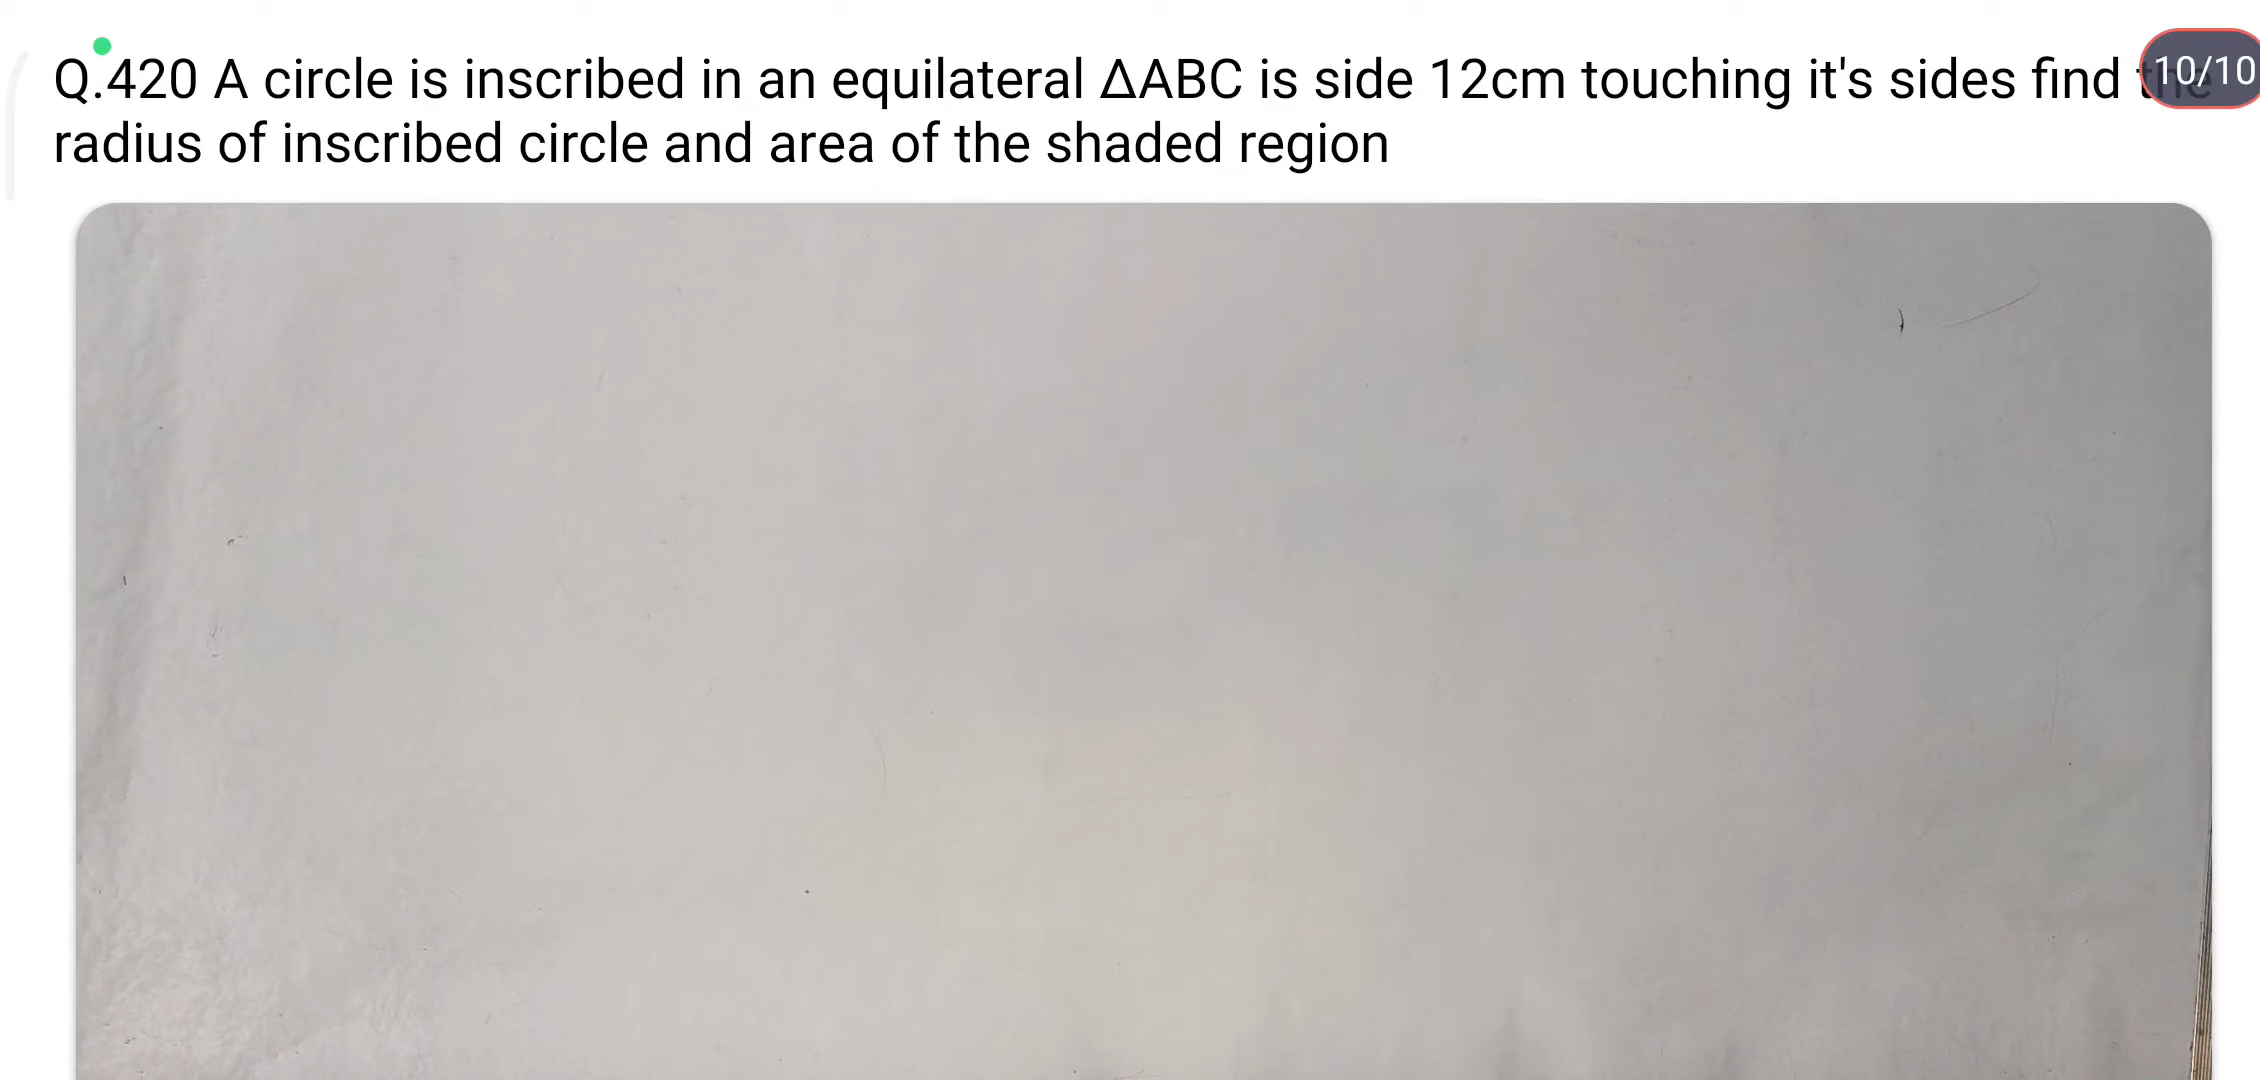 Q.420 A circle is inscribed in an equilateral ΔABC is side 12cm touching it's sides find the 10/10
radius of inscribed circle and area of the shaded region